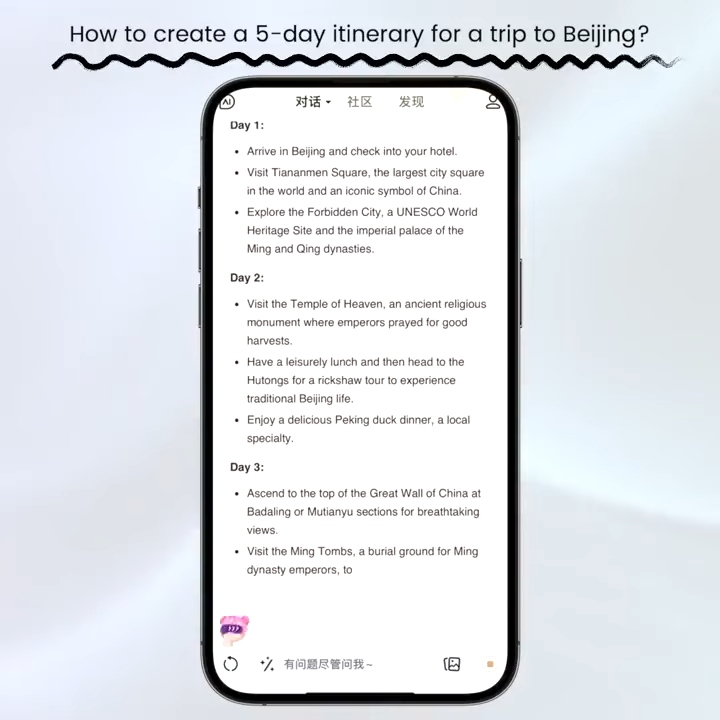 How to create a 5-day itinerary for a trip to Beijing?
AI
对话 社区 发现
Day 1:
• Arrive in Beijing and check into your hotel.
• Visit Tiananmen Square, the largest city square
in the world and an iconic symbol of China.
• Explore the Forbidden City, a UNESCO World
Heritage Site and the imperial palace of the
Ming and Qing dynasties.
Day 2:
• Visit the Temple of Heaven, an ancient religious
monument where emperors prayed for good
harvests.
• Have a leisurely lunch and then head to the
Hutongs for a rickshaw tour to experience
traditional Beijing life.
• Enjoy a delicious Peking duck dinner, a local
specialty.
Day 3:
• Ascend to the top of the Great Wall of China at
Badaling or Mutianyu sections for breathtaking
views.
• Visit the Ming Tombs, a burial ground for Ming
dynasty emperors, to
有问题尽管问我~